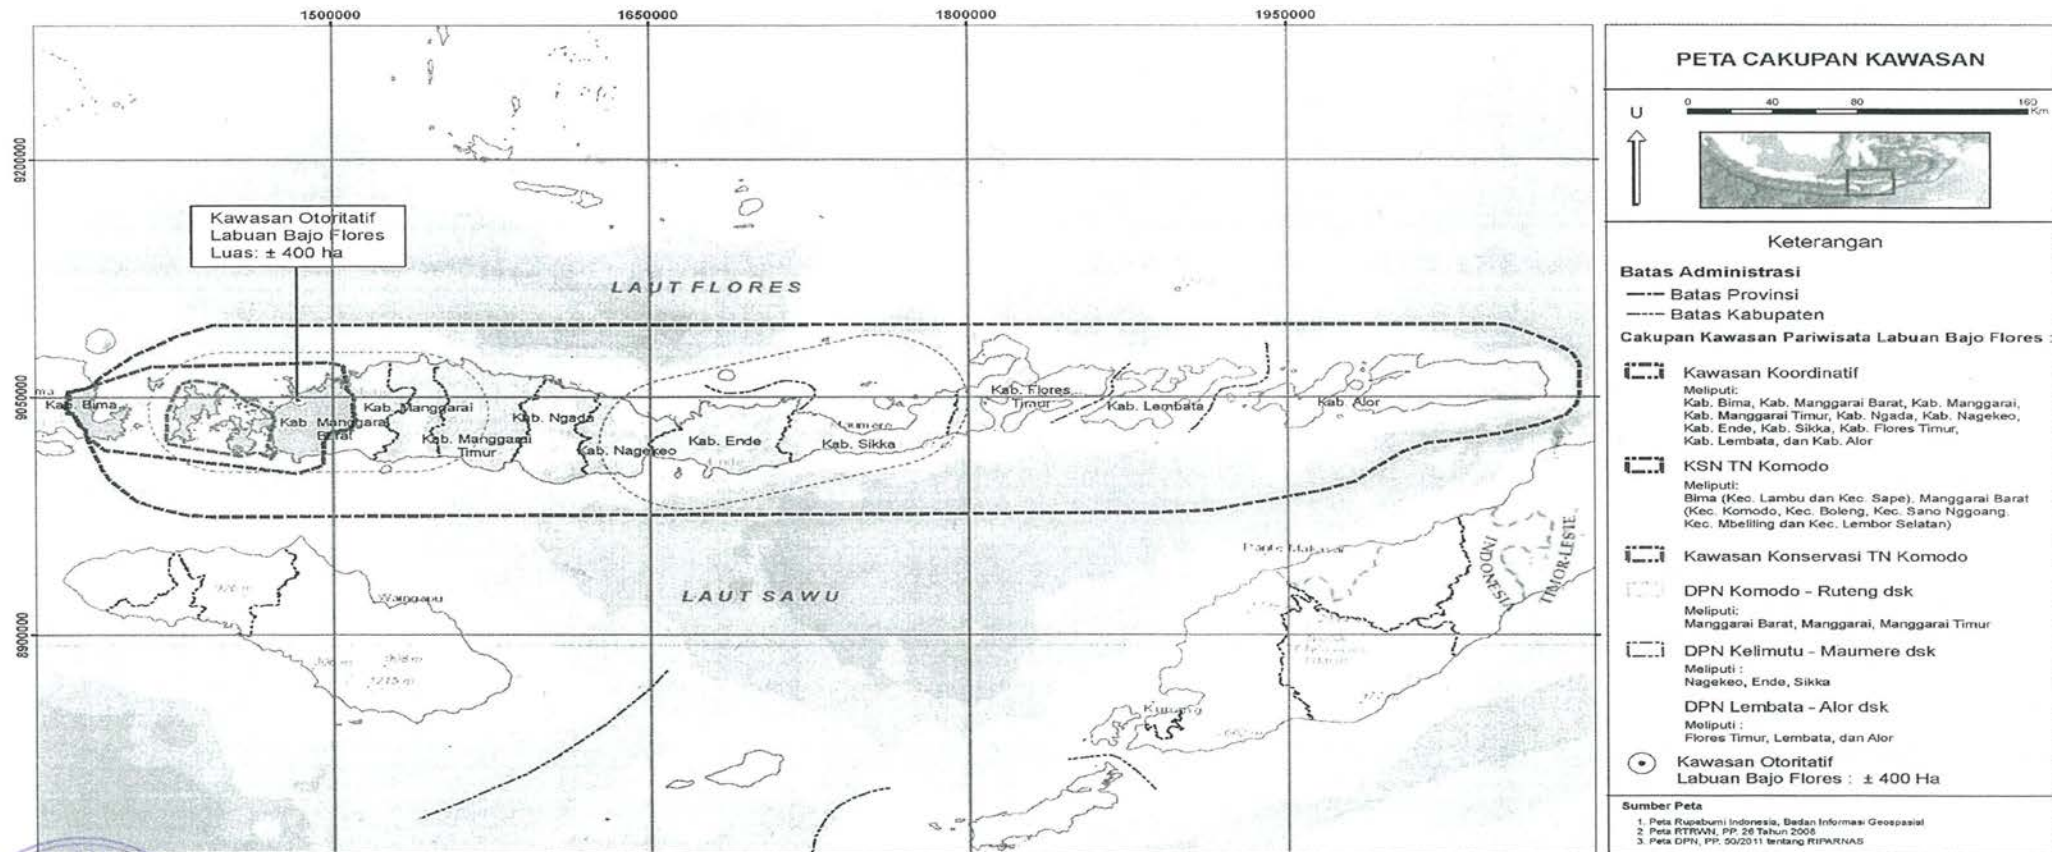 1500000 1650000 1800000 1950000
9200000
9050000
8900000
Kawasan Otoritatif
Labuan Bajo Flores
Luas: ± 400 ha
LAUT FLORES
Kab. Bima
Kab. Manggarai
Barat
Kab. Manggarai
Kab. Manggarai
Timur
Kab. Ngada
Kab. Nagekeo
Kab. Ende
Ende
Maumere
Kab. Sikka
Kab. Flores
Timur
Kab. Lembata
Kab. Alor
LAUT SAWU
Waingapu
Pante Makasar
INDONESIA
TIMOR-LESTE
Kupang
PETA CAKUPAN KAWASAN
U
0 40 80 160
Km
Keterangan
Batas Administrasi
Batas Provinsi
Batas Kabupaten
Cakupan Kawasan Pariwisata Labuan Bajo Flores :
Kawasan Koordinatif
Meliputi:
Kab. Bima, Kab. Manggarai Barat, Kab. Manggarai,
Kab. Manggarai Timur, Kab. Ngada, Kab. Nagekeo,
Kab. Ende, Kab. Sikka, Kab. Flores Timur,
Kab. Lembata, dan Kab. Alor
KSN TN Komodo
Meliputi:
Bima (Kec. Lambu dan Kec. Sape), Manggarai Barat
(Kec. Komodo, Kec. Boleng, Kec. Sano Nggoang.
Kec. Mbeliling dan Kec. Lembor Selatan)
Kawasan Konservasi TN Komodo
DPN Komodo - Ruteng dsk
Meliputi:
Manggarai Barat, Manggarai, Manggarai Timur
DPN Kelimutu - Maumere dsk
Meliputi :
Nagekeo, Ende, Sikka
DPN Lembata - Alor dsk
Meliputi :
Flores Timur, Lembata, dan Alor
Kawasan Otoritatif
Labuan Bajo Flores : ± 400 Ha
Sumber Peta
1. Peta Rupabumi Indonesia, Badan Informasi Geospasial
2. Peta RTRWN, PP. 26 Tahun 2008
3. Peta DPN, PP. 50/2011 tentang RIPARNAS